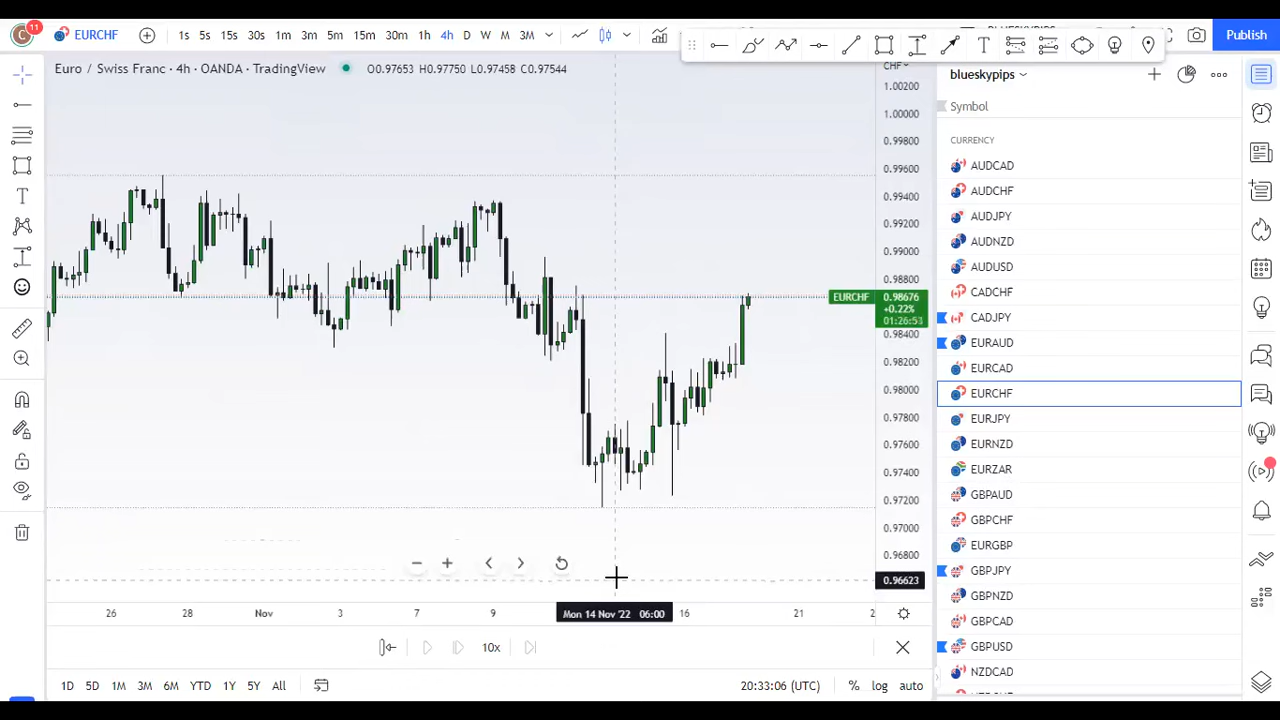 C
11
EURCHF
1s
5s
15s
30s
1m
3m
5m
15m
30m
1h
4h
D
W
M
3M
Publish
Euro / Swiss Franc · 4h · OANDA · TradingView
O0.97653 H0.97750 L0.97458 C0.9754
CHF
1.00200
1.00000
0.99800
0.99600
0.99400
0.99200
0.99000
0.98800
EURCHF
0.98676
+0.22%
01:26:53
0.98400
0.98200
0.98000
0.97800
0.97600
0.97400
0.97200
0.97000
0.96800
0.96623
26
28
Nov
3
7
9
Mon 14 Nov '22 06:00
16
21
2
10x
1D
5D
1M
3M
6M
YTD
1Y
5Y
All
20:33:06 (UTC)
%
log
auto
blueskypips
Symbol
CURRENCY
AUDCAD
AUDCHF
AUDJPY
AUDNZD
AUDUSD
CADCHF
CADJPY
EURAUD
EURCAD
EURCHF
EURJPY
EURNZD
EURZAR
GBPAUD
GBPCHF
EURGBP
GBPJPY
GBPNZD
GBPCAD
GBPUSD
NZDCAD